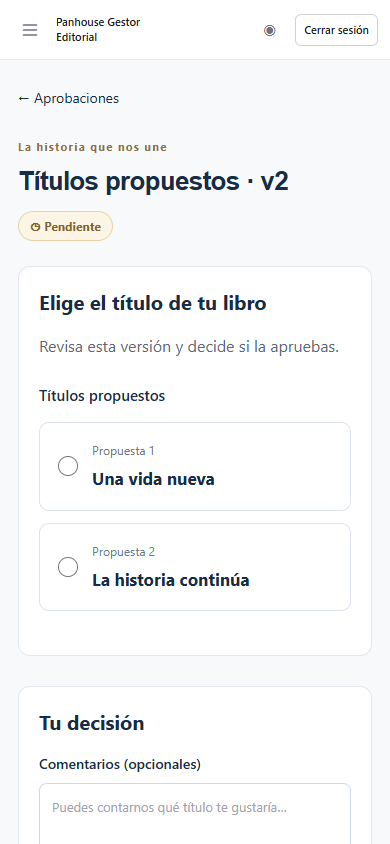 Panhouse Gestor
Editorial
Cerrar sesión
← Aprobaciones
La historia que nos une
Títulos propuestos · v2
Pendiente
Elige el título de tu libro
Revisa esta versión y decide si la apruebas.
Títulos propuestos
Propuesta 1
Una vida nueva
Propuesta 2
La historia continúa
Tu decisión
Comentarios (opcionales)
Puedes contarnos qué título te gustaría...